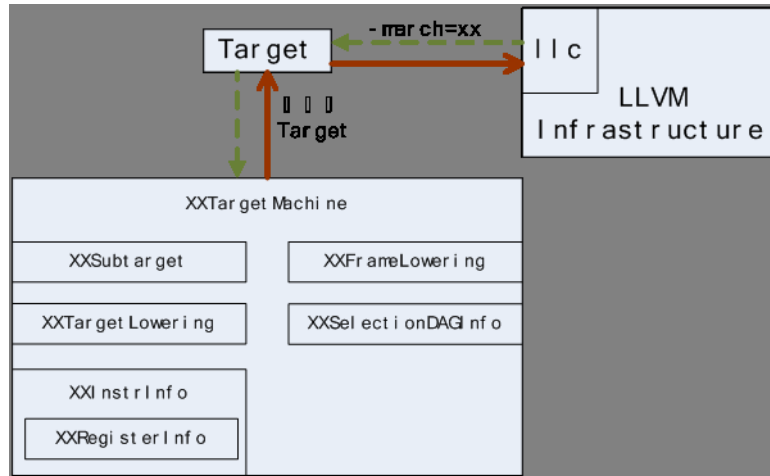 -march=xx
Target
llc
LLVM
Infrastructure
Target
XXTargetMachine
XXSubtarget
XXFrameLowering
XXTargetLowering
XXSelectionDAGInfo
XXInstrInfo
XXRegisterInfo